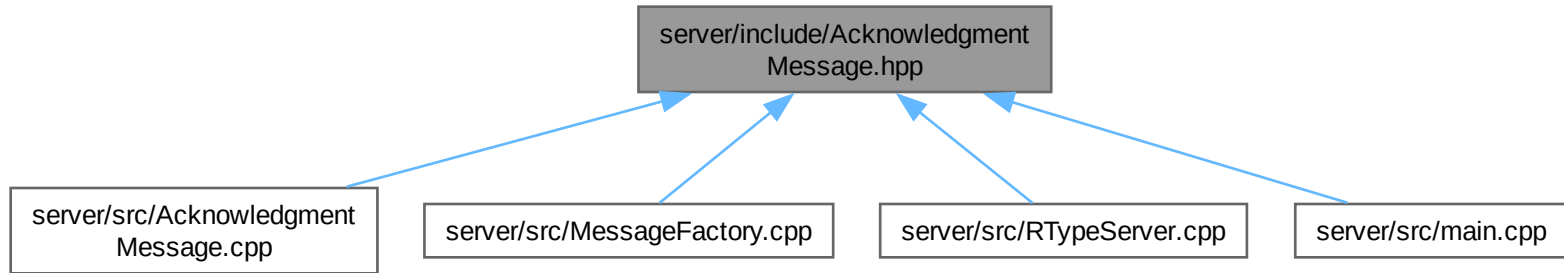 server/include/Acknowledgment
Message.hpp
server/src/Acknowledgment
Message.cpp
server/src/MessageFactory.cpp
server/src/RTypeServer.cpp
server/src/main.cpp